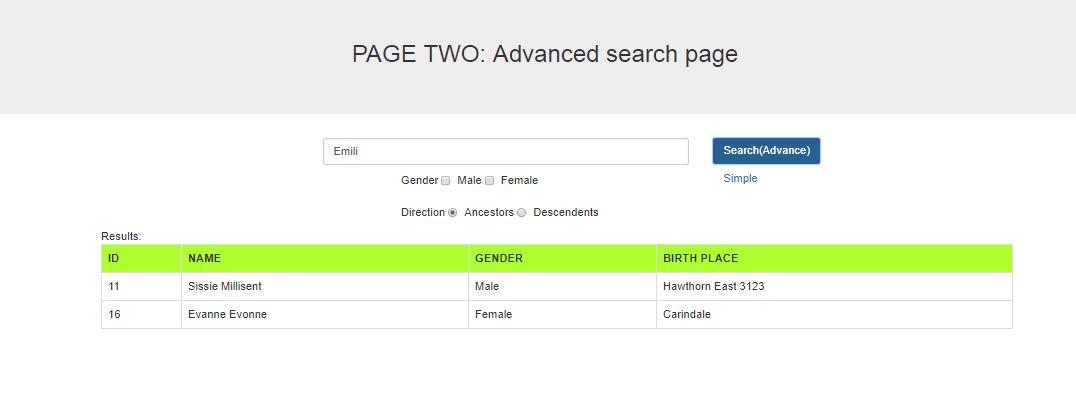 PAGE TWO: Advanced search page
Emili
Search(Advance)
Gender Male Female
Simple
Direction Ancestors Descendents
Results:
ID NAME GENDER BIRTH PLACE
11 Sissie Millisent Male Hawthorn East 3123
16 Evanne Evonne Female Carindale